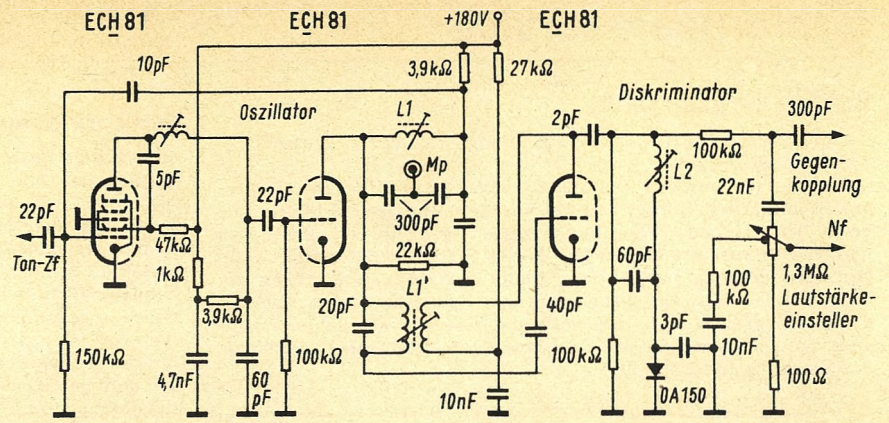 ECH 81
ECH 81
+180V
ECH 81
10pF
3,9kΩ
27kΩ
Oszillator
L1
Diskriminator
2pF
300pF
5pF
Mp
100kΩ
Gegen-
kopplung
L2
22pF
22pF
300pF
22nF
Ton-Zf
47kΩ
Nf
22kΩ
60pF
1kΩ
L1'
100
kΩ
1,3MΩ
Lautstärke-
einsteller
3,9kΩ
20pF
40pF
3pF
10nF
150kΩ
4,7nF
60
pF
100kΩ
100kΩ
10nF
OA150
100Ω